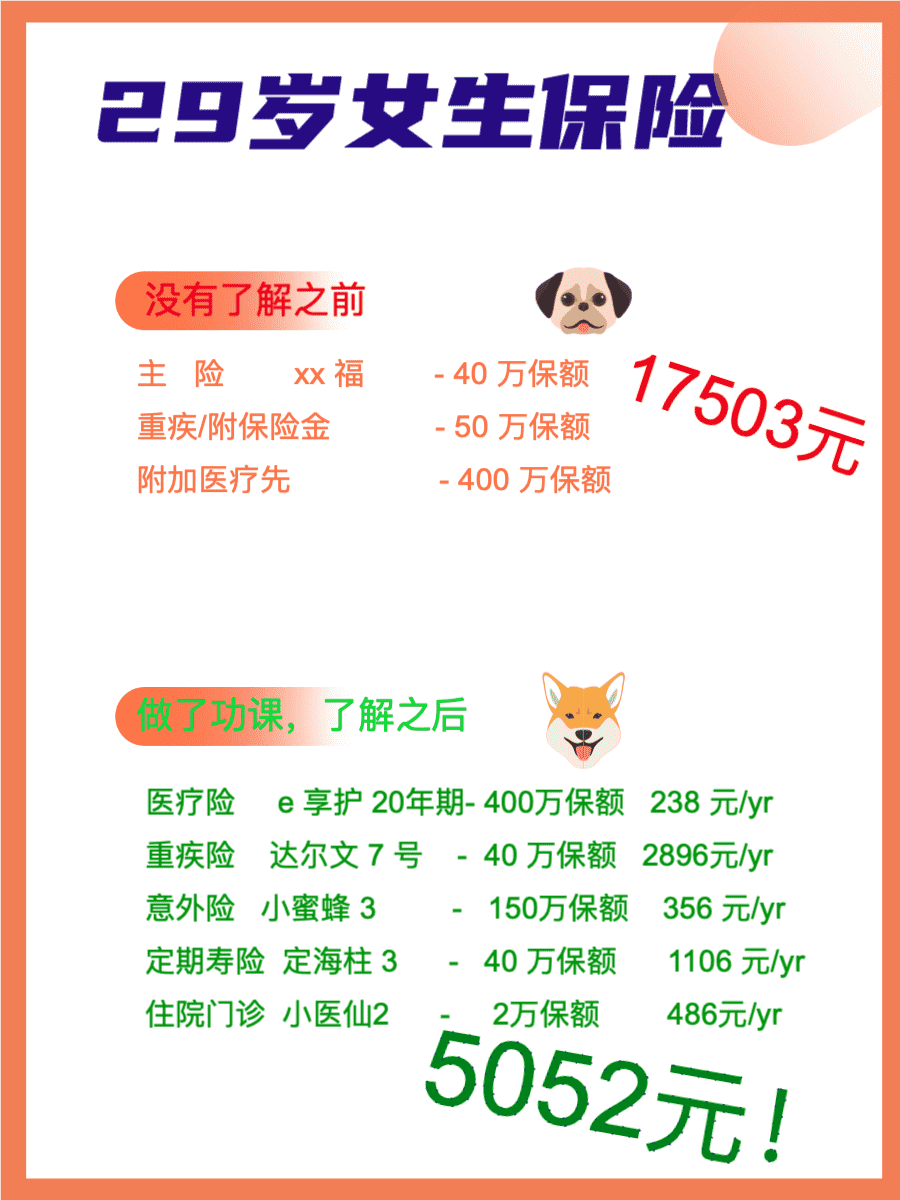 29岁女生保险
没有了解之前
主 险 xx 福 - 40 万保额
重疾/附保险金 - 50 万保额
附加医疗先 - 400 万保额
17503元
做了功课，了解之后
医疗险 e 享护 20年期- 400万保额 238 元/yr
重疾险 达尔文 7 号 - 40 万保额 2896元/yr
意外险 小蜜蜂 3 - 150万保额 356 元/yr
定期寿险 定海柱 3 - 40 万保额 1106 元/yr
住院门诊 小医仙2 - 2万保额 486元/yr
5052元！